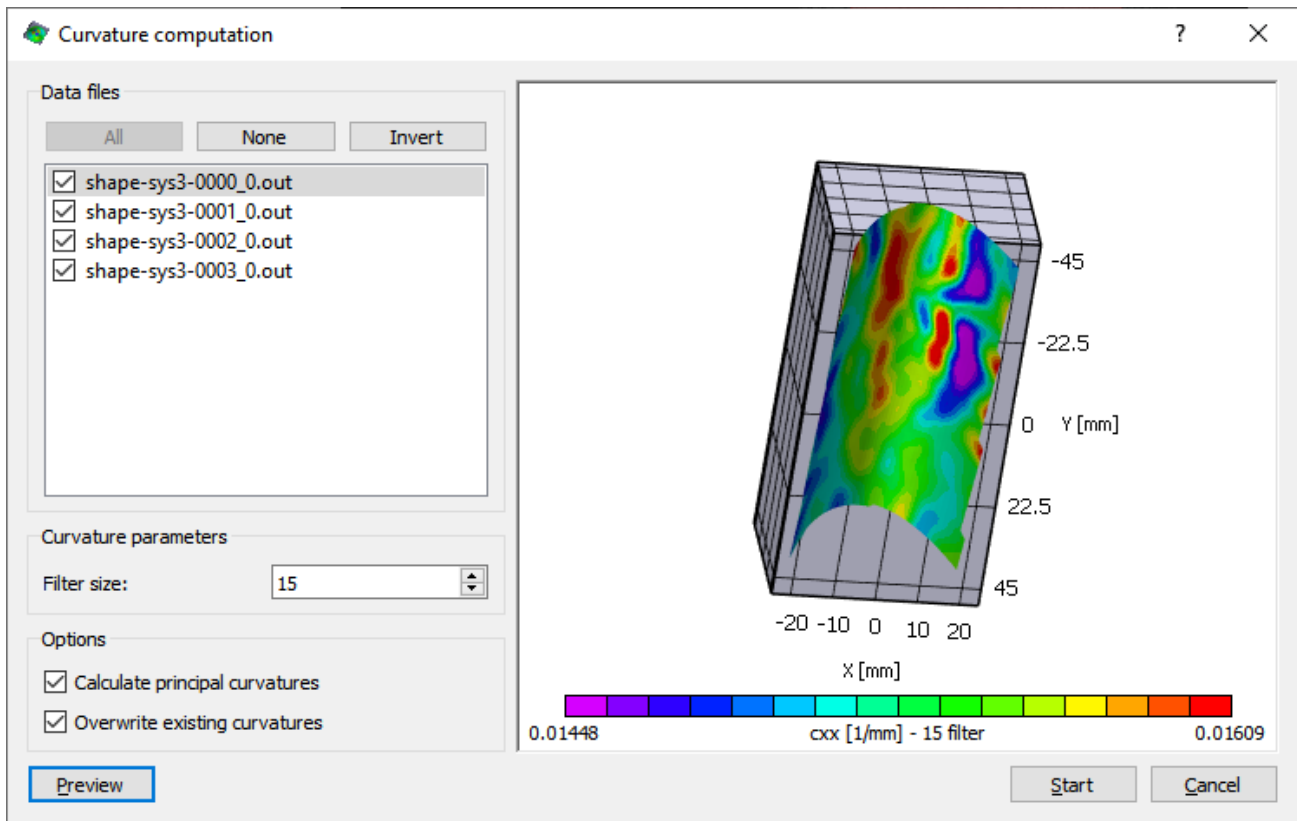 Curvature computation ?
Data files
All None Invert
shape-sys3-0000_0.out
shape-sys3-0001_0.out
shape-sys3-0002_0.out
shape-sys3-0003_0.out
Curvature parameters
Filter size: 15
Options
Calculate principal curvatures
Overwrite existing curvatures
Preview
-45
-22.5
0 Y [mm]
22.5
45
-20 -10 0 10 20
X [mm]
0.01448 cxx [1/mm] - 15 filter 0.01609
Start Cancel